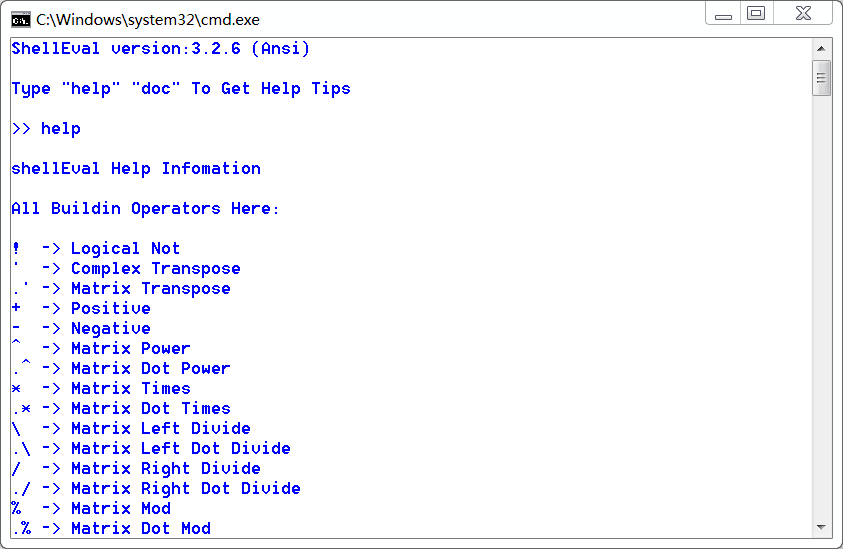 C:\Windows\system32\cmd.exe
ShellEval version:3.2.6 (Ansi)
Type "help" "doc" To Get Help Tips
>> help
shellEval Help Infomation
All Buildin Operators Here:
!  -> Logical Not
'  -> Complex Transpose
.' -> Matrix Transpose
+  -> Positive
-  -> Negative
^  -> Matrix Power
.^ -> Matrix Dot Power
*  -> Matrix Times
.* -> Matrix Dot Times
\  -> Matrix Left Divide
.\ -> Matrix Left Dot Divide
/  -> Matrix Right Divide
./ -> Matrix Right Dot Divide
%  -> Matrix Mod
.% -> Matrix Dot Mod